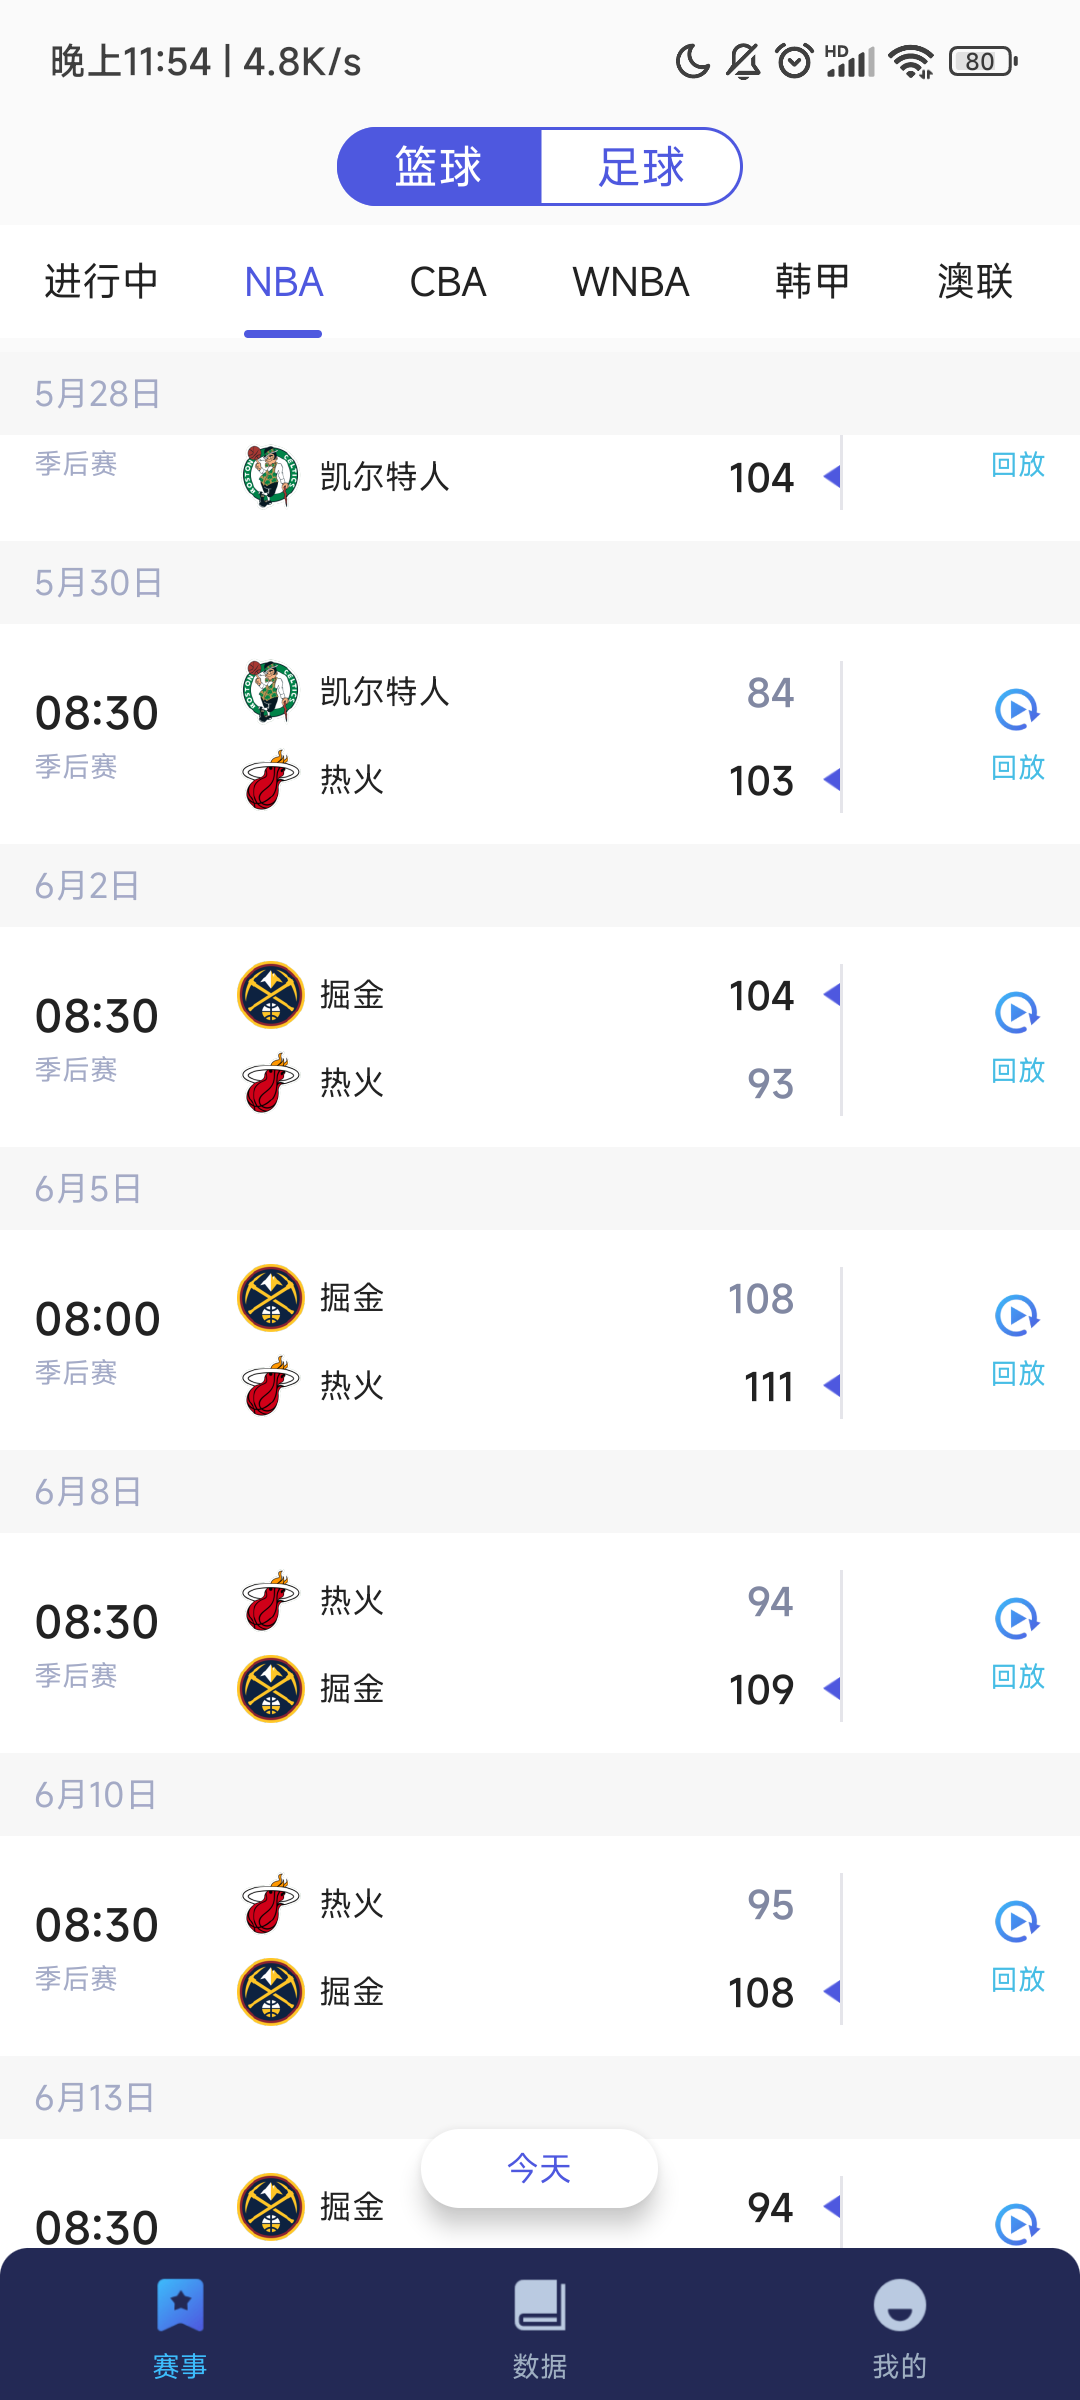 晚上11:54 | 4.8K/s HD 80
篮球 足球
进行中 NBA CBA WNBA 韩甲 澳联
5月28日
季后赛 凯尔特人 104 回放
5月30日
凯尔特人 84
08:30
季后赛 热火 103 回放
6月2日
掘金 104
08:30
季后赛 热火 93 回放
6月5日
掘金 108
08:00
季后赛 热火 111 回放
6月8日
热火 94
08:30
季后赛 掘金 109 回放
6月10日
热火 95
08:30
季后赛 掘金 108 回放
6月13日
今天
掘金 94
08:30
赛事 数据 我的